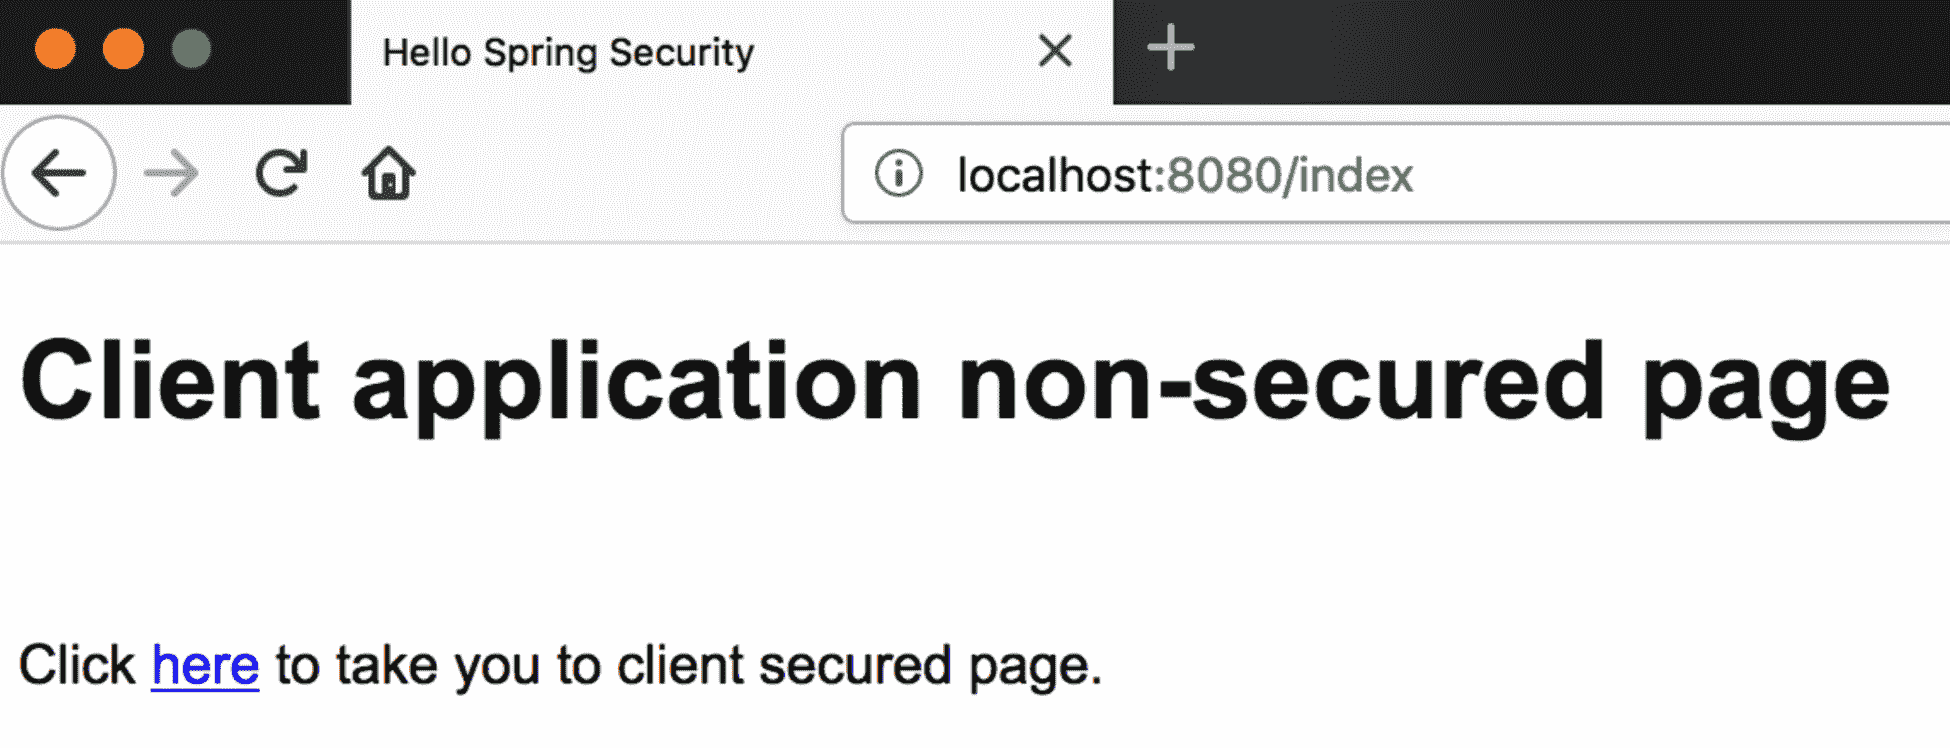 Hello Spring Security
localhost:8080/index
Client application non-secured page
Click here to take you to client secured page.